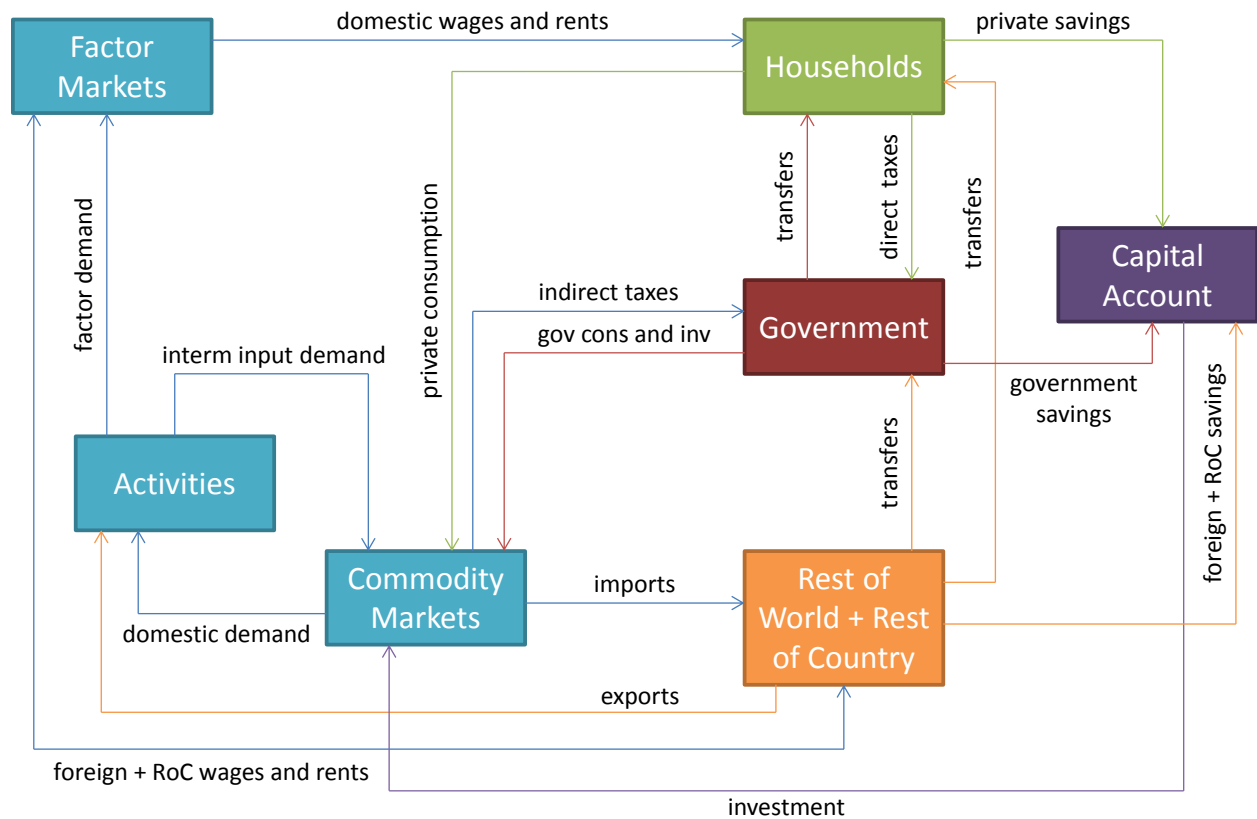 domestic wages and rents
private savings
Factor
Markets
Households
factor demand
private consumption
transfers
direct taxes
transfers
Capital
Account
indirect taxes
Government
gov cons and inv
interm input demand
government
savings
Activities
transfers
foreign + RoC savings
Commodity
Markets
imports
Rest of
World + Rest
of Country
domestic demand
exports
foreign + RoC wages and rents
investment